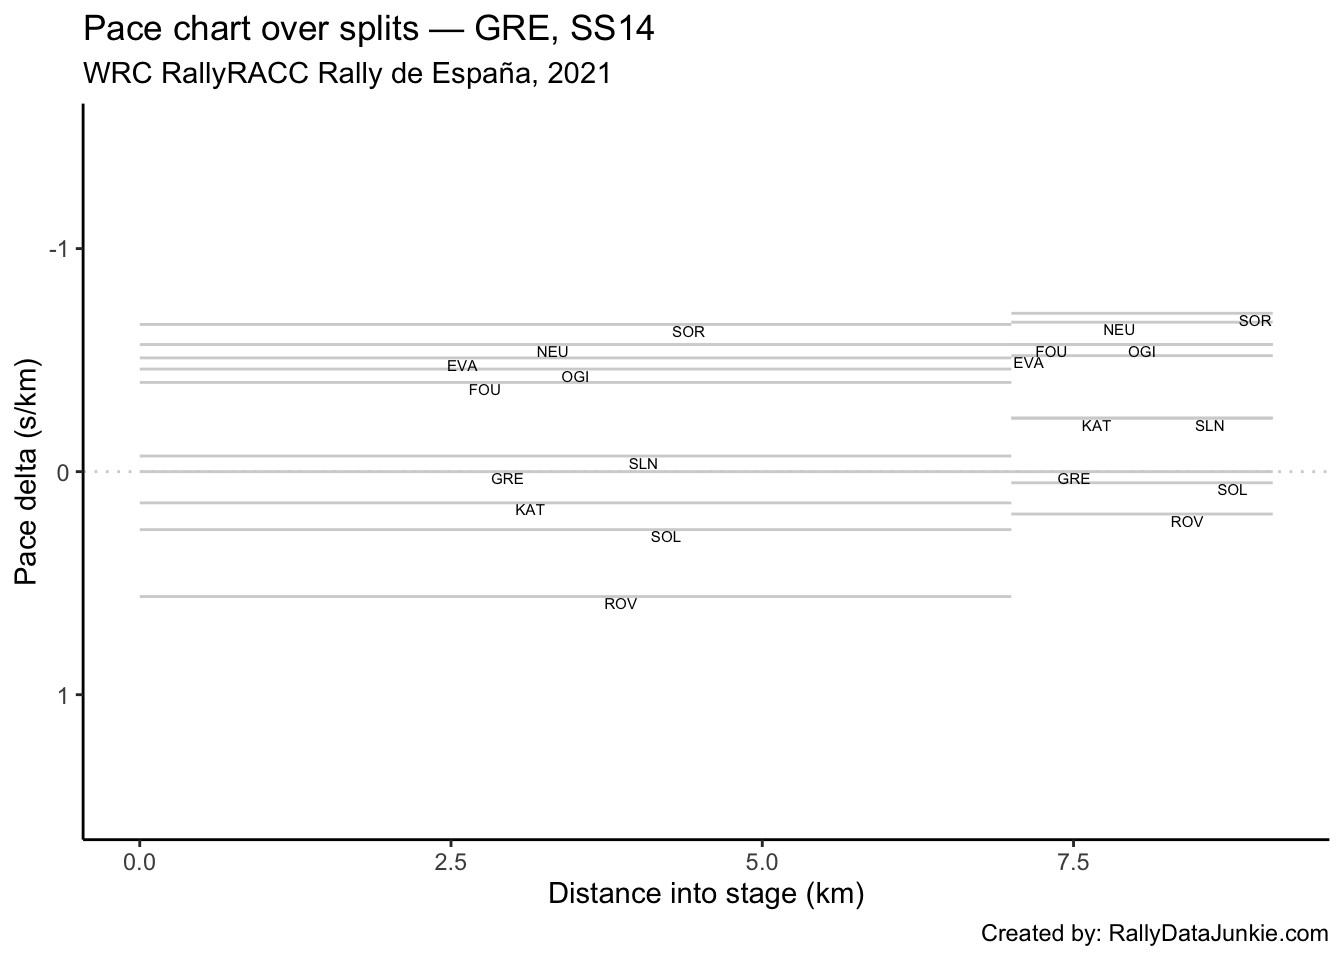 Pace chart over splits — GRE, SS14
WRC RallyRACC Rally de España, 2021
Pace delta (s/km)
-1
0
1
SOR
NEU
EVA
OGI
FOU
SLN
GRE
KAT
SOL
ROV
SOR
NEU
FOU
OGI
EVA
KAT
SLN
GRE
SOL
ROV
0.0 2.5 5.0 7.5
Distance into stage (km)
Created by: RallyDataJunkie.com